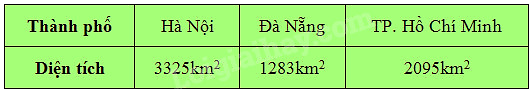 Thành phố Hà Nội Đà Nẵng TP. Hồ Chí Minh
Diện tích 3325km² 1283km² 2095km²